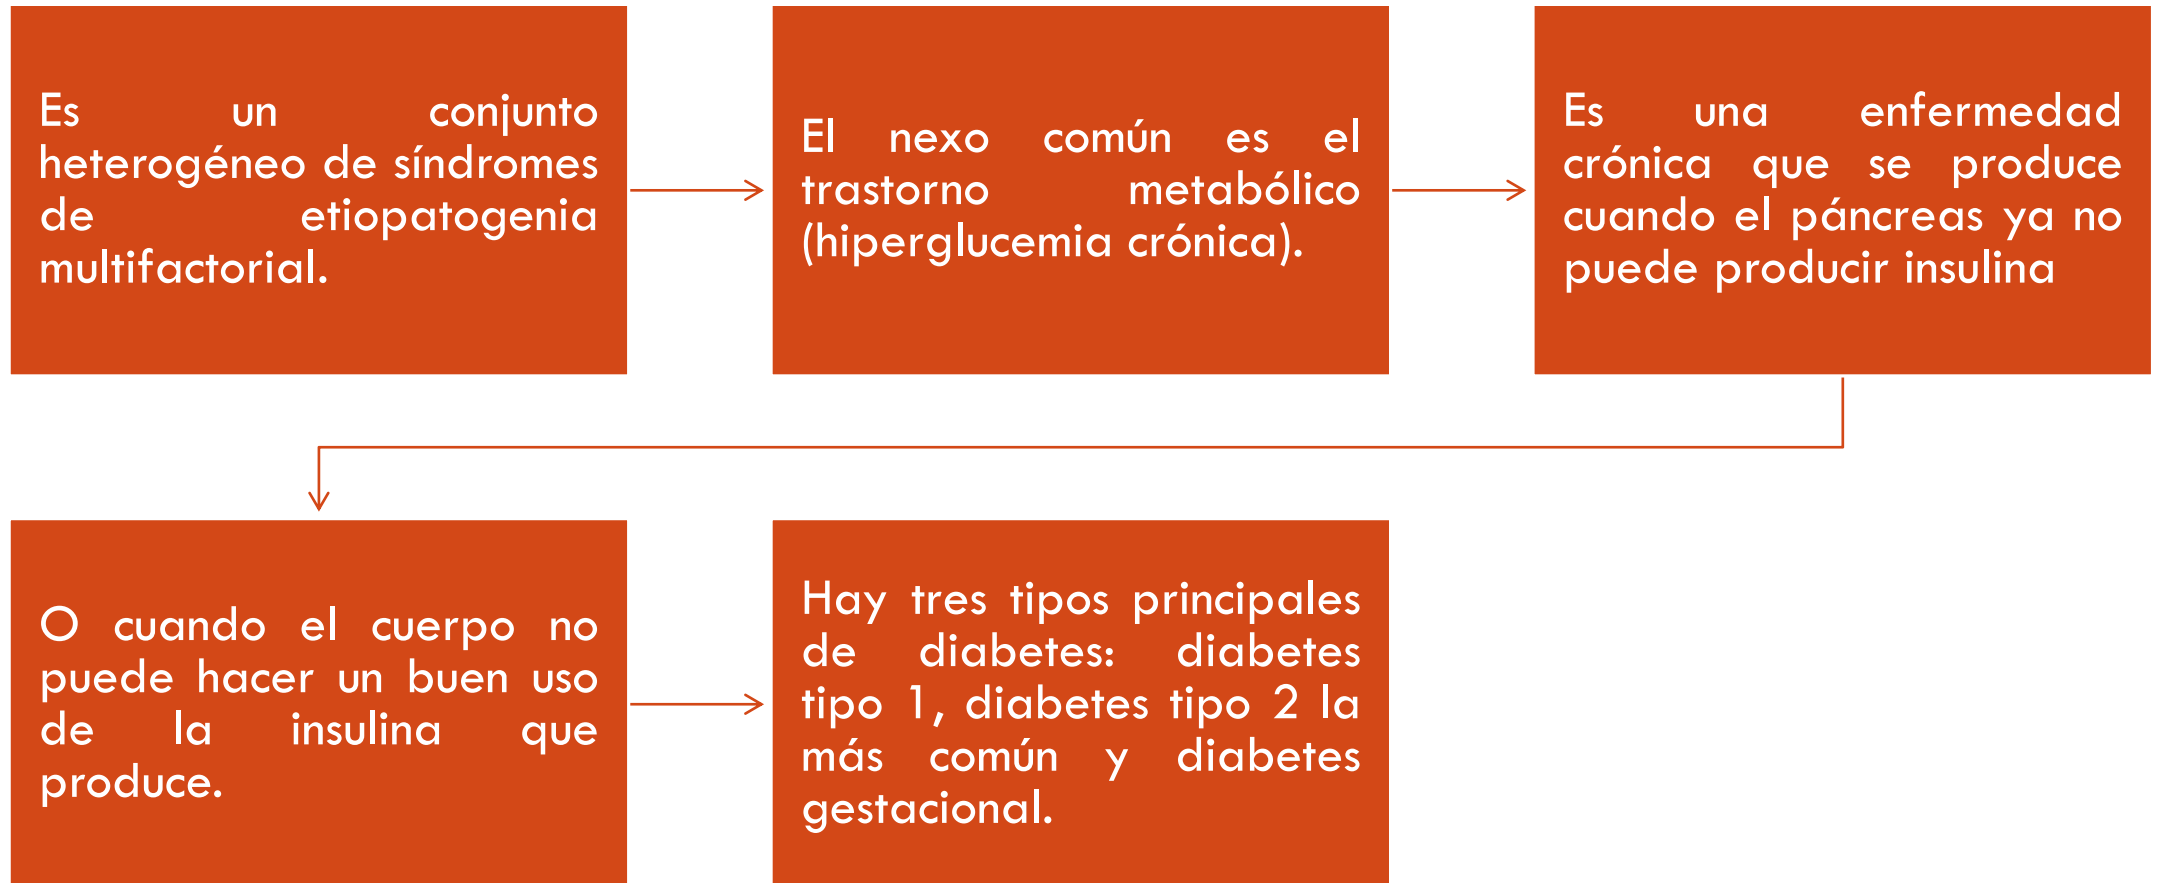 Es un conjunto
heterogéneo de síndromes
de etiopatogenia
multifactorial.
El nexo común es el
trastorno metabólico
(hiperglucemia crónica).
Es una enfermedad
crónica que se produce
cuando el páncreas ya no
puede producir insulina
O cuando el cuerpo no
puede hacer un buen uso
de la insulina que
produce.
Hay tres tipos principales
de diabetes: diabetes
tipo 1, diabetes tipo 2 la
más común y diabetes
gestacional.